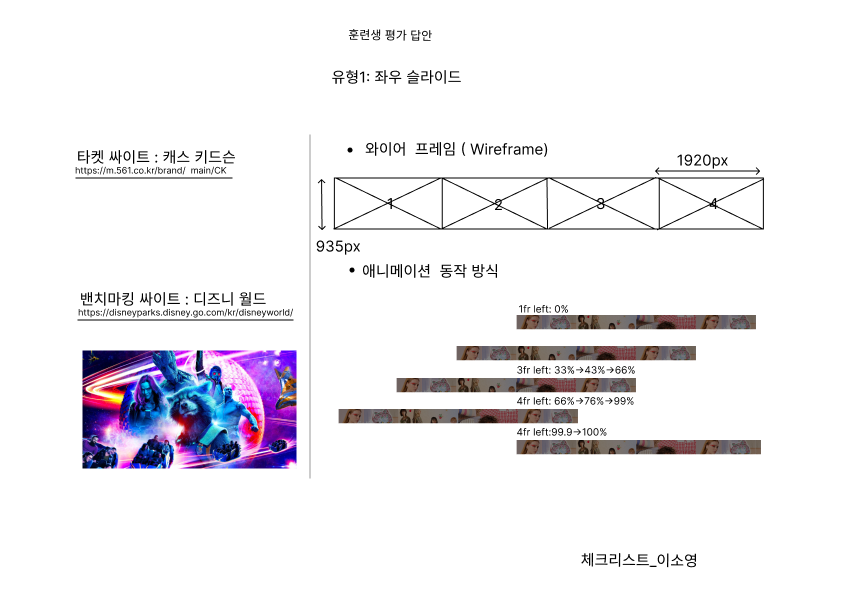 훈련생 평가 답안
유형1: 좌우 슬라이드
타켓 싸이트 : 캐스 키드슨
https://m.561.co.kr/brand/ main/CK
• 와이어 프레임 ( Wireframe)
1920px
1
2
3
4
935px
• 애니메이션 동작 방식
밴치마킹 싸이트 : 디즈니 월드
https://disneyparks.disney.go.com/kr/disneyworld/
1fr left: 0%
3fr left: 33%→43%→66%
4fr left: 66%→76%→99%
4fr left:99.9→100%
체크리스트_이소영